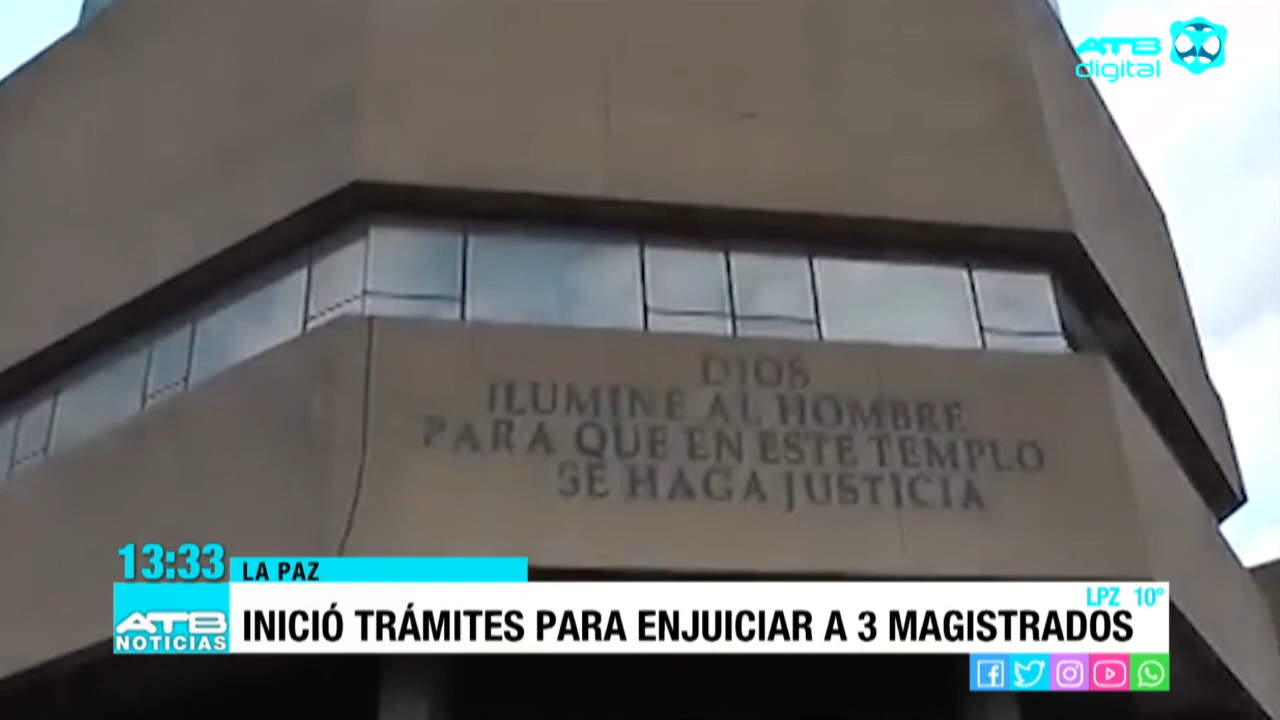 ATB
digital
DIOS
ILUMINE AL HOMBRE
PARA QUE EN ESTE TEMPLO
SE HAGA JUSTICIA
13:33
LA PAZ
LPZ 10º
ATB
NOTICIAS
INICIÓ TRÁMITES PARA ENJUICIAR A 3 MAGISTRADOS